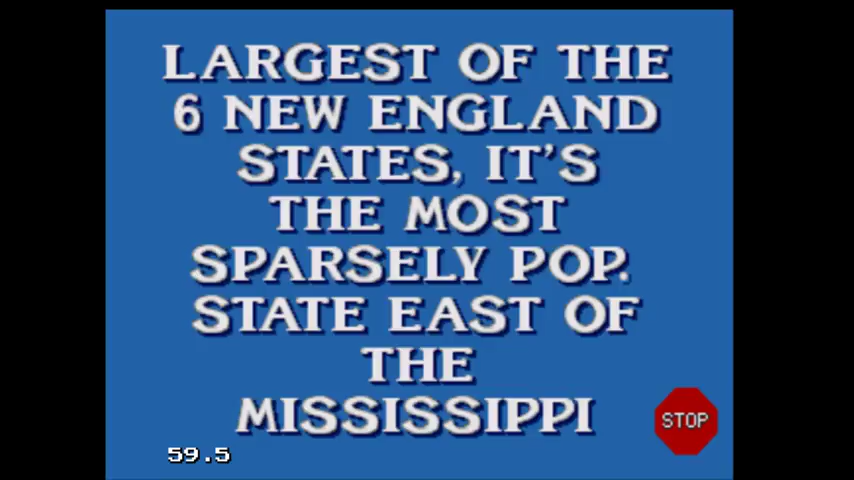 LARGEST OF THE
6 NEW ENGLAND
STATES, IT'S
THE MOST
SPARSELY POP.
STATE EAST OF
THE
MISSISSIPPI
STOP
59.5